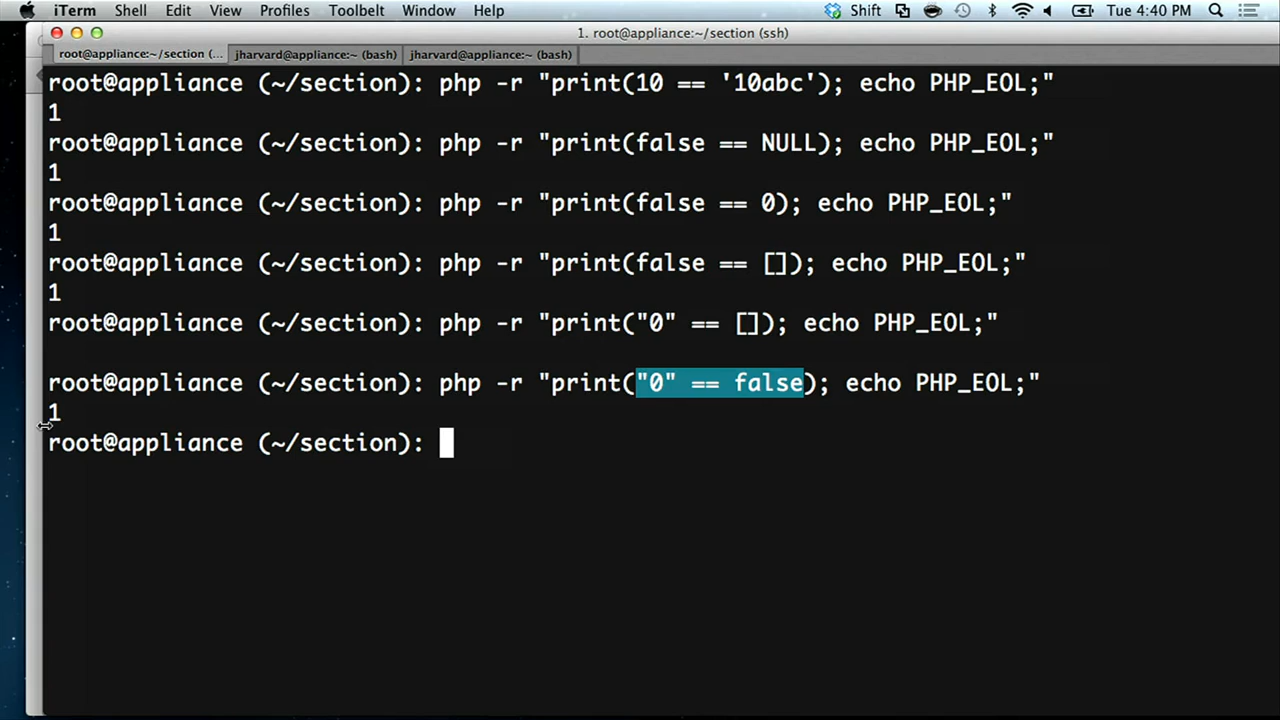 iTerm Shell Edit View Profiles Toolbelt Window Help Shift Tue 4:40 PM
1. root@appliance:~/section (ssh)
root@appliance:~/section (... jharvard@appliance:~ (bash) jharvard@appliance:~ (bash)
root@appliance (~/section): php -r "print(10 == '10abc'); echo PHP_EOL;"
1
root@appliance (~/section): php -r "print(false == NULL); echo PHP_EOL;"
1
root@appliance (~/section): php -r "print(false == 0); echo PHP_EOL;"
1
root@appliance (~/section): php -r "print(false == []); echo PHP_EOL;"
1
root@appliance (~/section): php -r "print("0" == []); echo PHP_EOL;"
root@appliance (~/section): php -r "print("0" == false); echo PHP_EOL;"
1
root@appliance (~/section):